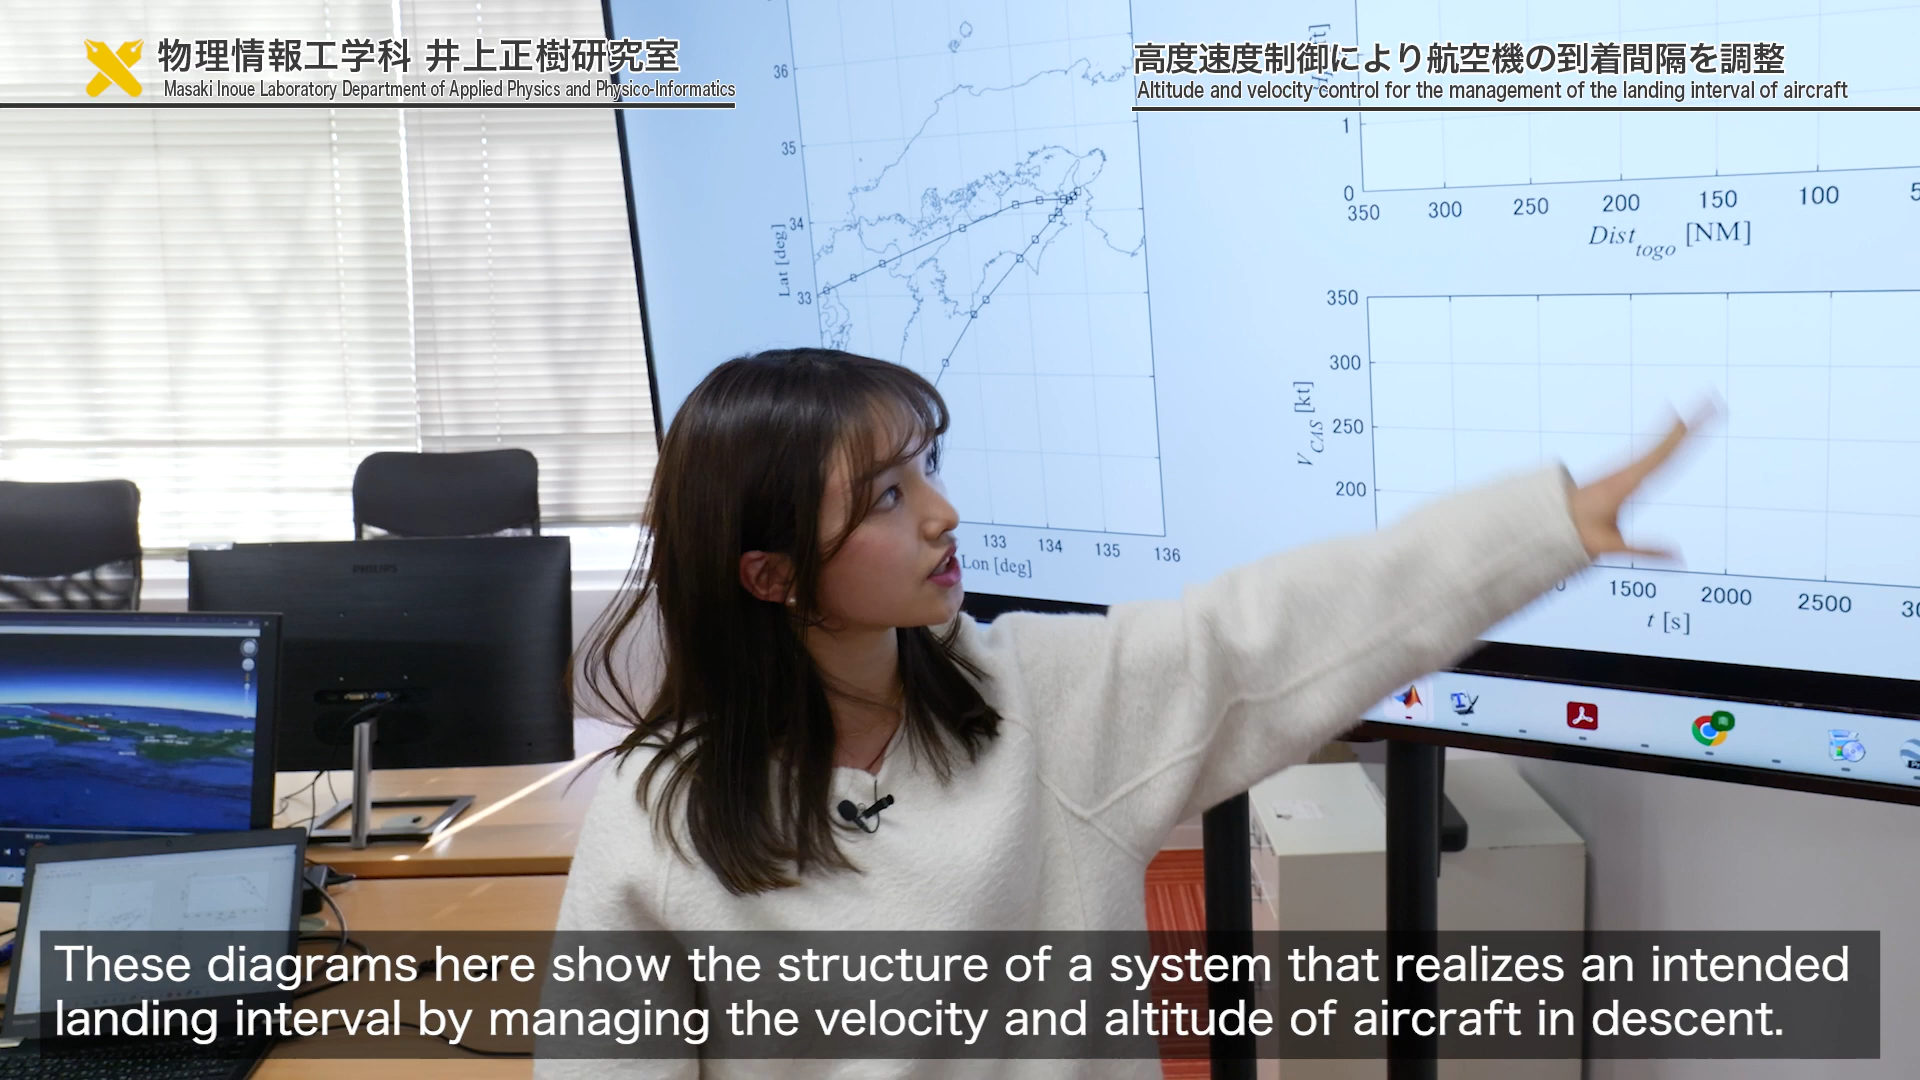 物理情報工学科 井上正樹研究室
Masaki Inoue Laboratory Department of Applied Physics and Physico-Informatics
高度速度制御により航空機の到着間隔を調整
Altitude and velocity control for the management of the landing interval of aircraft
36
35
34
33
Lat [deg]
133 134 135 136
Lon [deg]
1
0
350 300 250 200 150 100
Dist togo [NM]
350
300
250
200
V CAS [kt]
1500 2000 2500
t [s]
PHILIPS
These diagrams here show the structure of a system that realizes an intended
landing interval by managing the velocity and altitude of aircraft in descent.